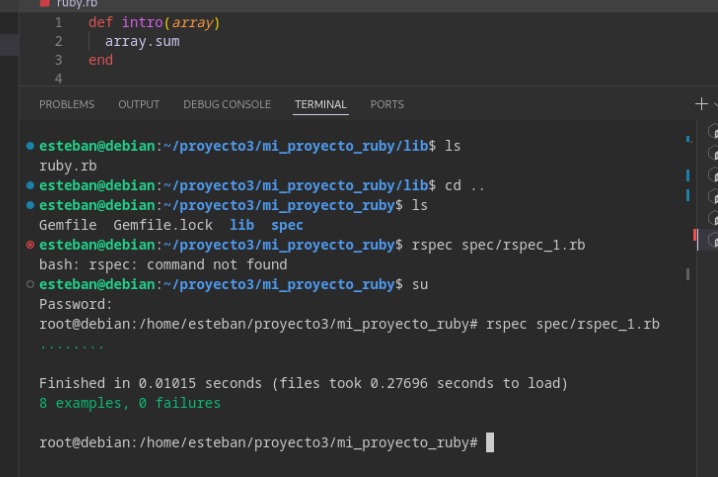 ruby.rb
1 def intro(array)
2 array.sum
3 end
4
PROBLEMS OUTPUT DEBUG CONSOLE TERMINAL PORTS
esteban@debian:~/proyecto3/mi_proyecto_ruby/lib$ ls
ruby.rb
esteban@debian:~/proyecto3/mi_proyecto_ruby/lib$ cd ..
esteban@debian:~/proyecto3/mi_proyecto_ruby$ ls
Gemfile Gemfile.lock lib spec
esteban@debian:~/proyecto3/mi_proyecto_ruby$ rspec spec/rspec_1.rb
bash: rspec: command not found
esteban@debian:~/proyecto3/mi_proyecto_ruby$ su
Password:
root@debian:/home/esteban/proyecto3/mi_proyecto_ruby# rspec spec/rspec_1.rb
........
Finished in 0.01015 seconds (files took 0.27696 seconds to load)
8 examples, 0 failures
root@debian:/home/esteban/proyecto3/mi_proyecto_ruby#